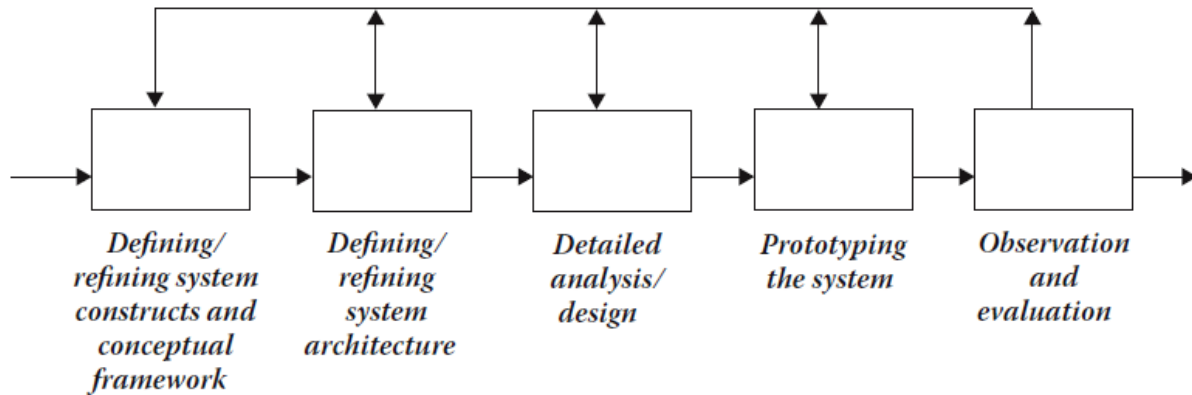 Defining/
refining system
constructs and
conceptual
framework
Defining/
refining
system
architecture
Detailed
analysis/
design
Prototyping
the system
Observation
and
evaluation